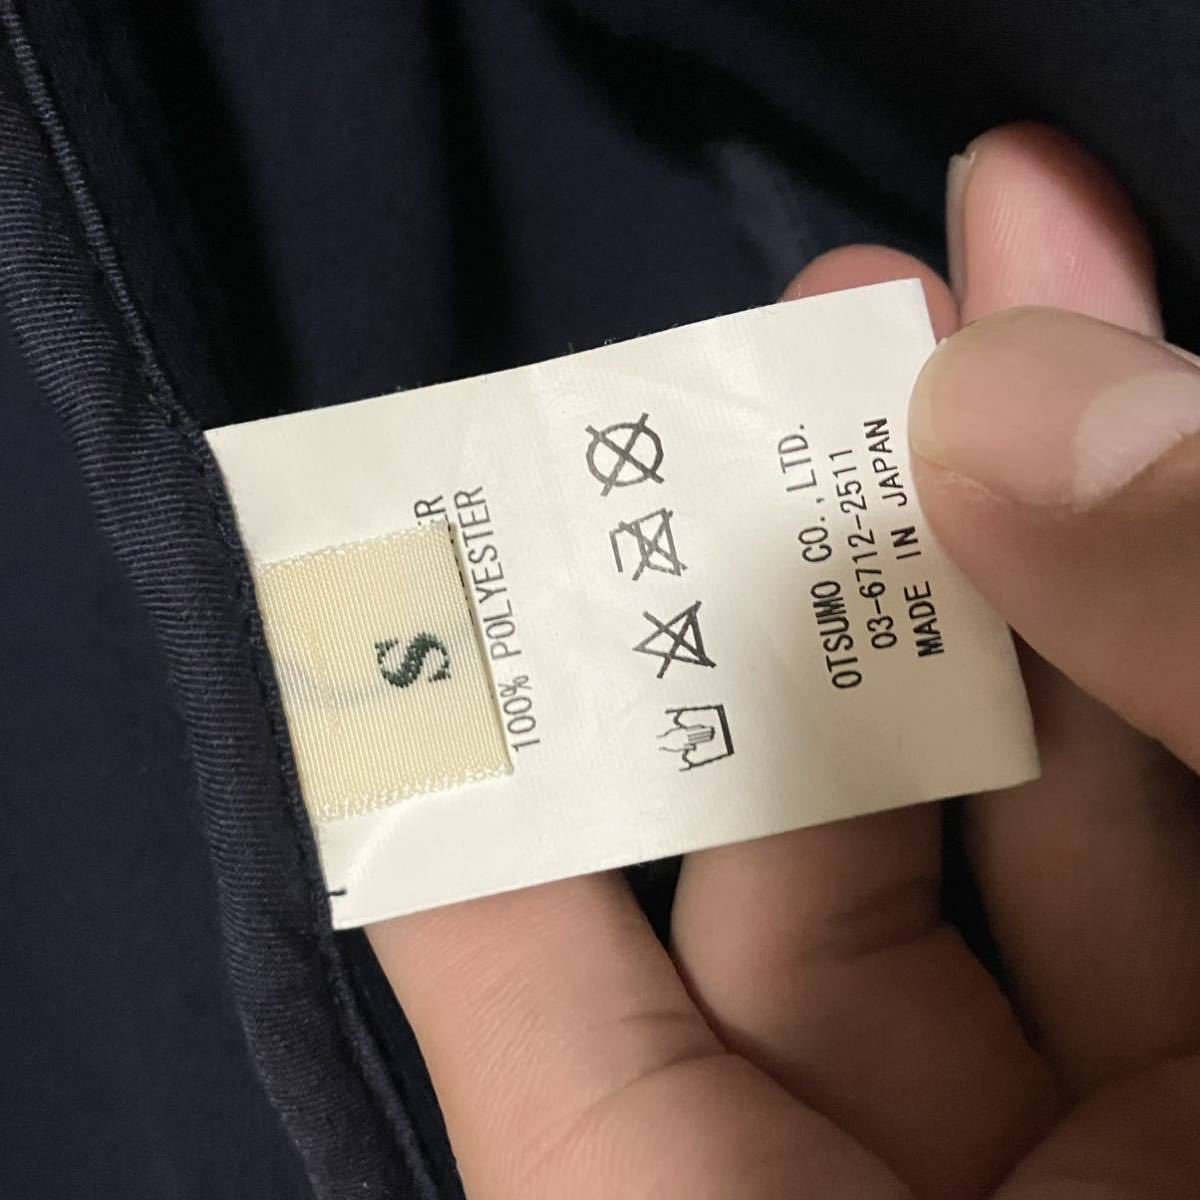 S
100% POLYESTER
OTSUMO CO.,LTD.
03-6712-2511
MADE IN JAPAN